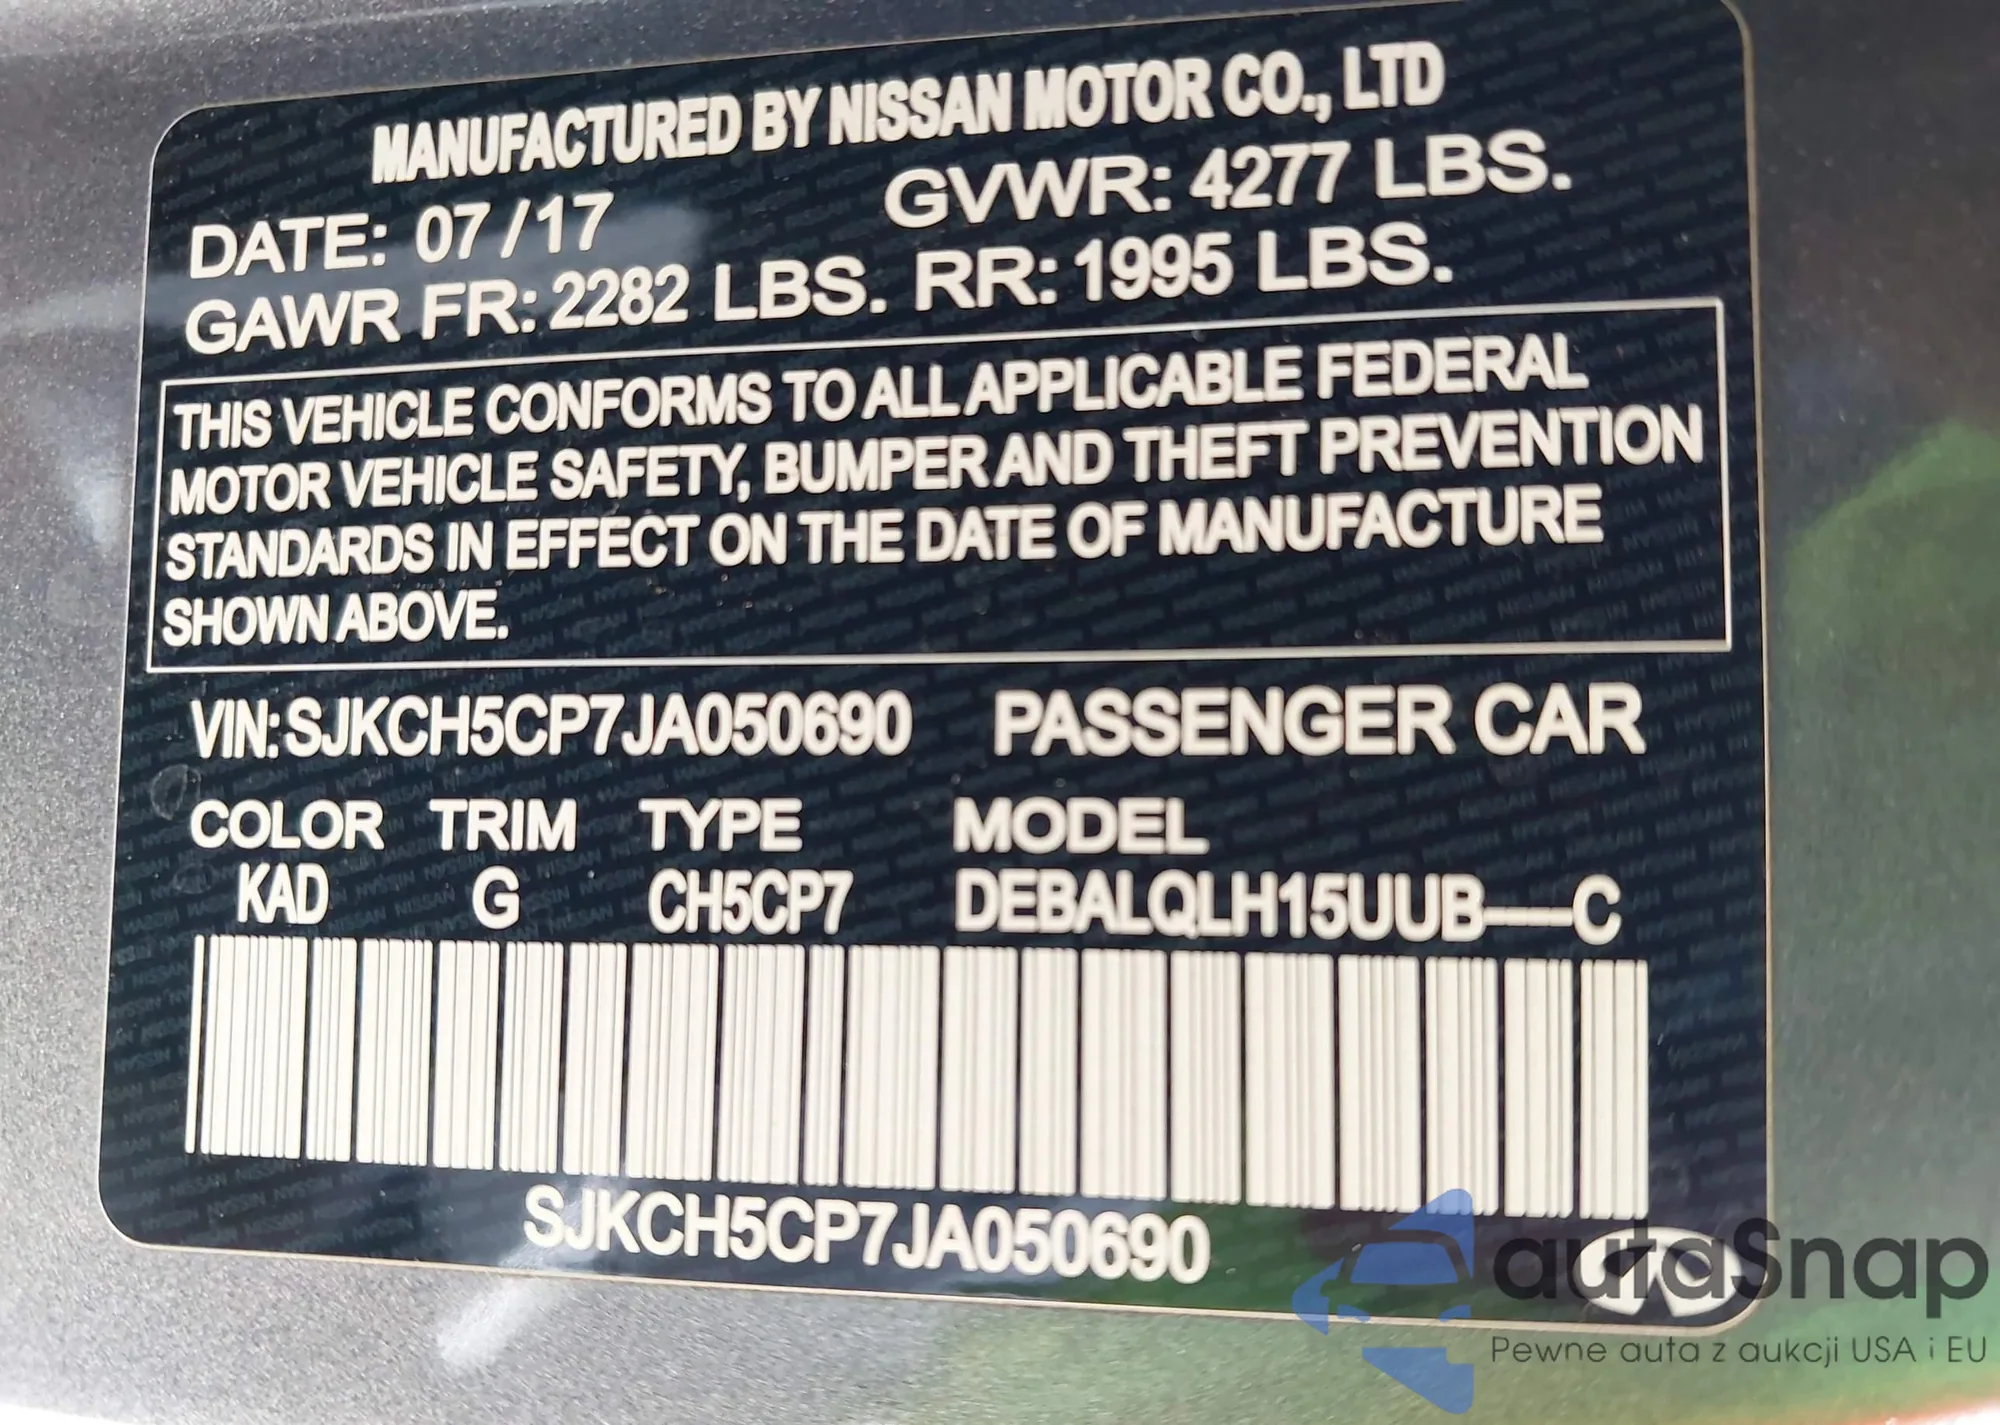 MANUFACTURED BY NISSAN MOTOR CO., LTD
DATE: 07/17 GVWR: 4277 LBS.
GAWR FR: 2282 LBS. RR: 1995 LBS.
THIS VEHICLE CONFORMS TO ALL APPLICABLE FEDERAL
MOTOR VEHICLE SAFETY, BUMPER AND THEFT PREVENTION
STANDARDS IN EFFECT ON THE DATE OF MANUFACTURE
SHOWN ABOVE.
VIN:SJKCH5CP7JA050690 PASSENGER CAR
COLOR TRIM TYPE MODEL
KAD G CH5CP7 DEBALQLH15UUB——C
SJKCH5CP7JA050690
autaSnap
Pewne auta z aukcji USA i EU